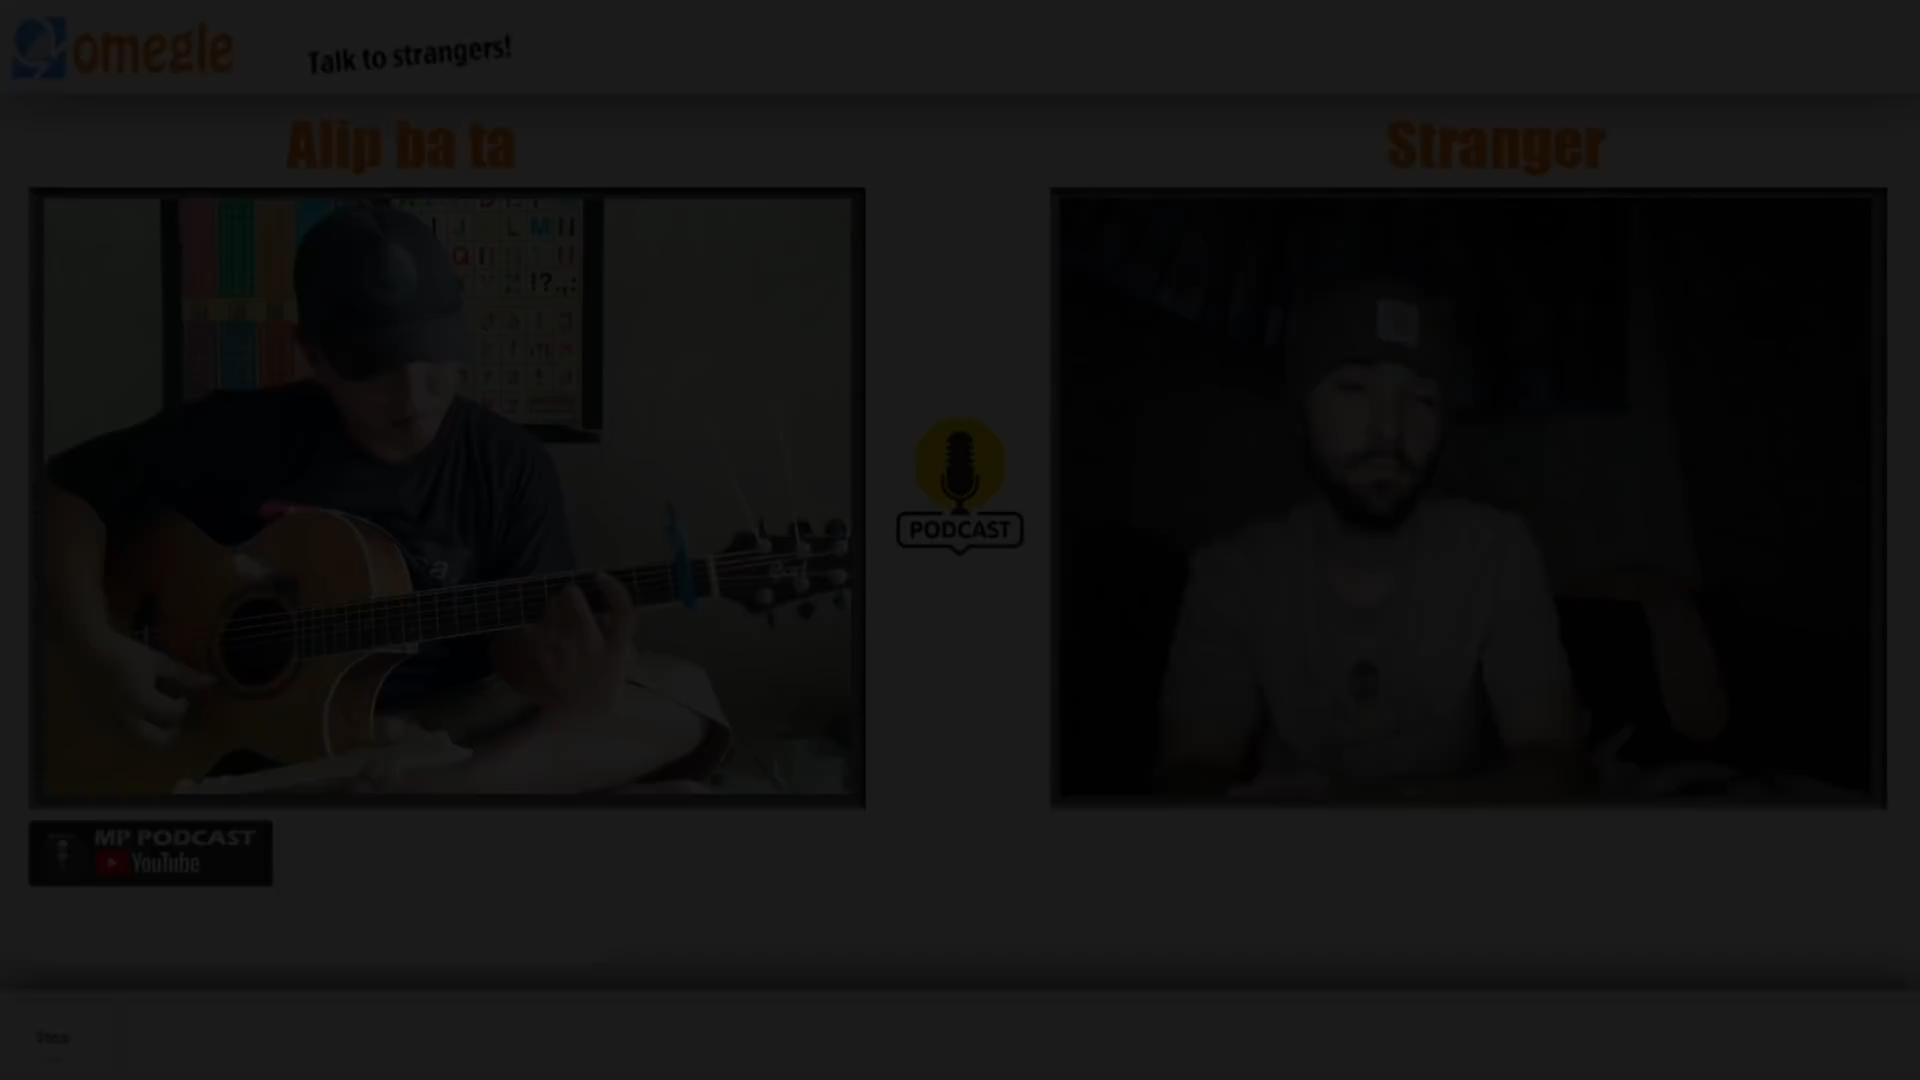 omegle
Talk to strangers!
Alip ba ta
Stranger
J L M
Q
!?.,:
PODCAST
MP PODCAST
YouTube